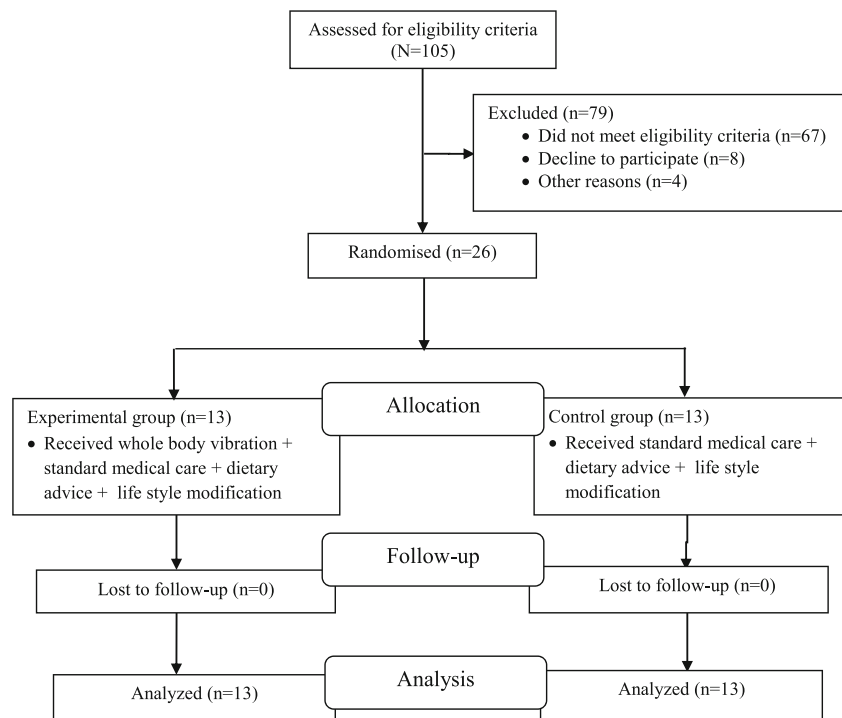 Assessed for eligibility criteria
(N=105)
Excluded (n=79)
• Did not meet eligibility criteria (n=67)
• Decline to participate (n=8)
• Other reasons (n=4)
Randomised (n=26)
Allocation
Experimental group (n=13)
• Received whole body vibration +
standard medical care + dietary
advice + life style modification
Control group (n=13)
• Received standard medical care +
dietary advice + life style
modification
Follow-up
Lost to follow-up (n=0)
Lost to follow-up (n=0)
Analysis
Analyzed (n=13)
Analyzed (n=13)